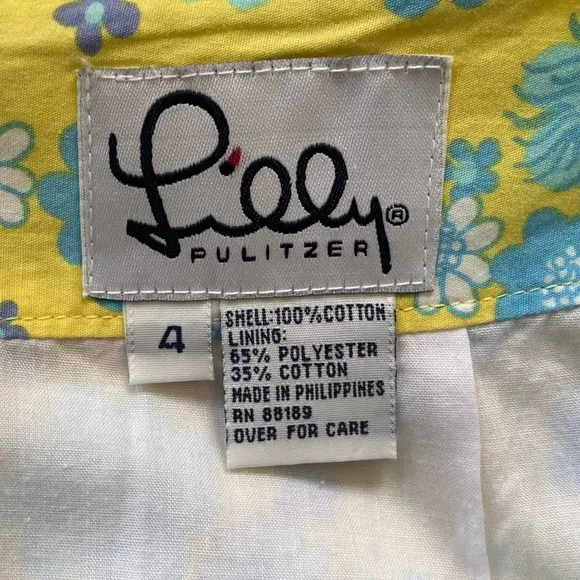 Lilly®
PULITZER
4
SHELL:100%COTTON
LINING:
65% POLYESTER
35% COTTON
MADE IN PHILIPPINES
RN 88189
OVER FOR CARE